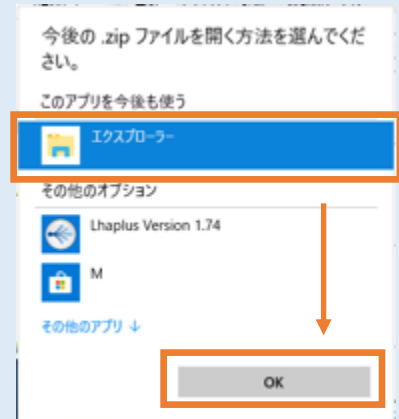 今後の .zip ファイルを開く方法を選んでくだ
さい。
このアプリを今後も使う
エクスプローラー
その他のオプション
Lhaplus Version 1.74
M
その他のアプリ ↓
OK